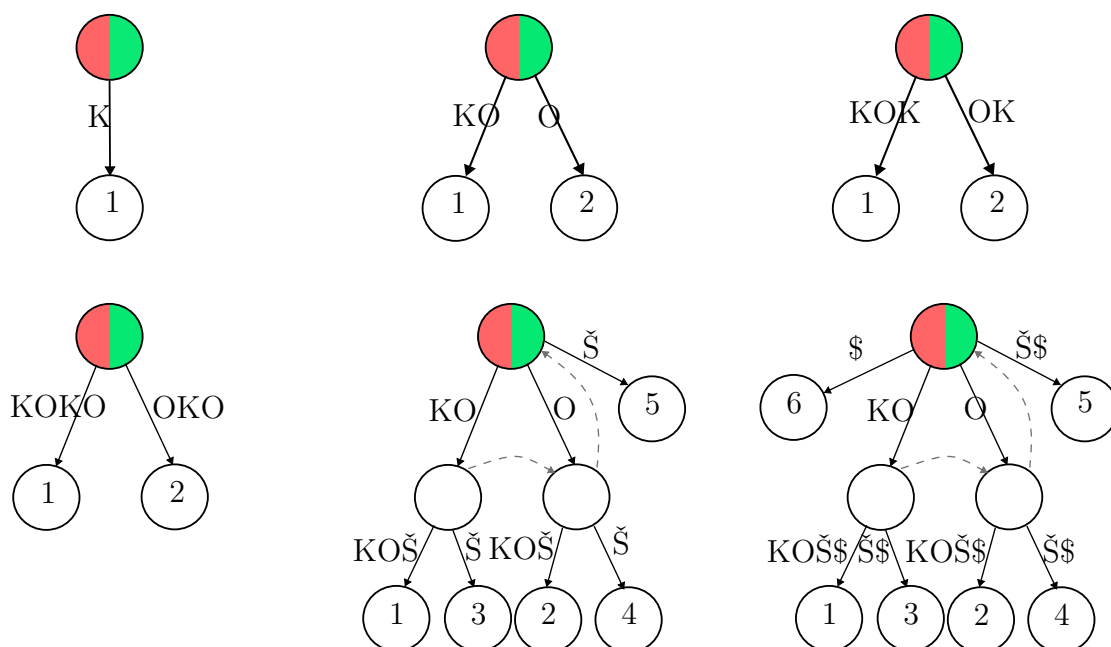 K
1
KO O
1 2
KOK OK
1 2
KOKO OKO
1 2
Š
KO O
5
KOŠ Š KOŠ Š
1 3 2 4
$ Š$
6 KO O 5
KOŠ$ Š$ KOŠ$ Š$
1 3 2 4